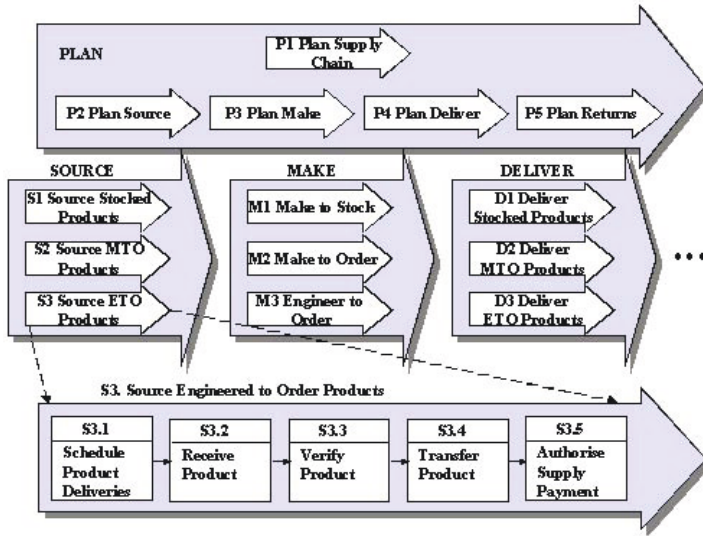 PLAN
P1 Plan Supply
Chain
P2 Plan Source
P3 Plan Make
P4 Plan Deliver
P5 Plan Returns
SOURCE
S1 Source Stocked
Products
S2 Source MTO
Products
S3 Source ETO
Products
MAKE
M1 Make to Stock
M2 Make to Order
M3 Engineer to
Order
DELIVER
D1 Deliver
Stocked Products
D2 Deliver
MTO Products
D3 Deliver
ETO Products
S3. Source Engineered to Order Products
S3.1
Schedule
Product
Deliveries
S3.2
Receive
Product
S3.3
Verify
Product
S3.4
Transfer
Product
S3.5
Authorise
Supply
Payment